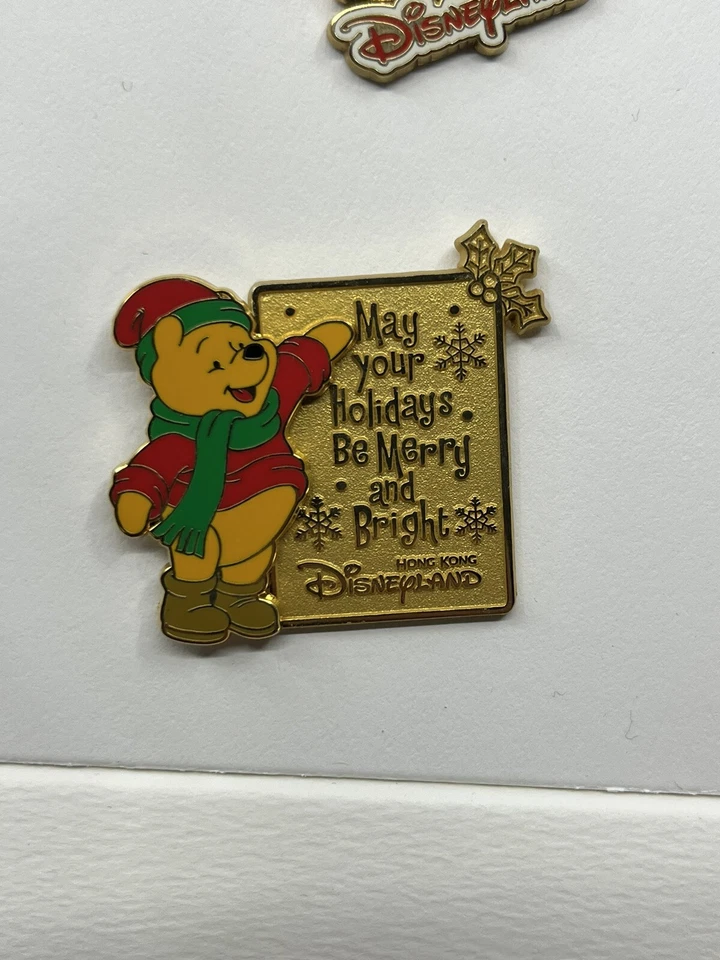 Disneyland
May
your
Holidays
Be Merry
and
Bright
HONG KONG
Disneyland